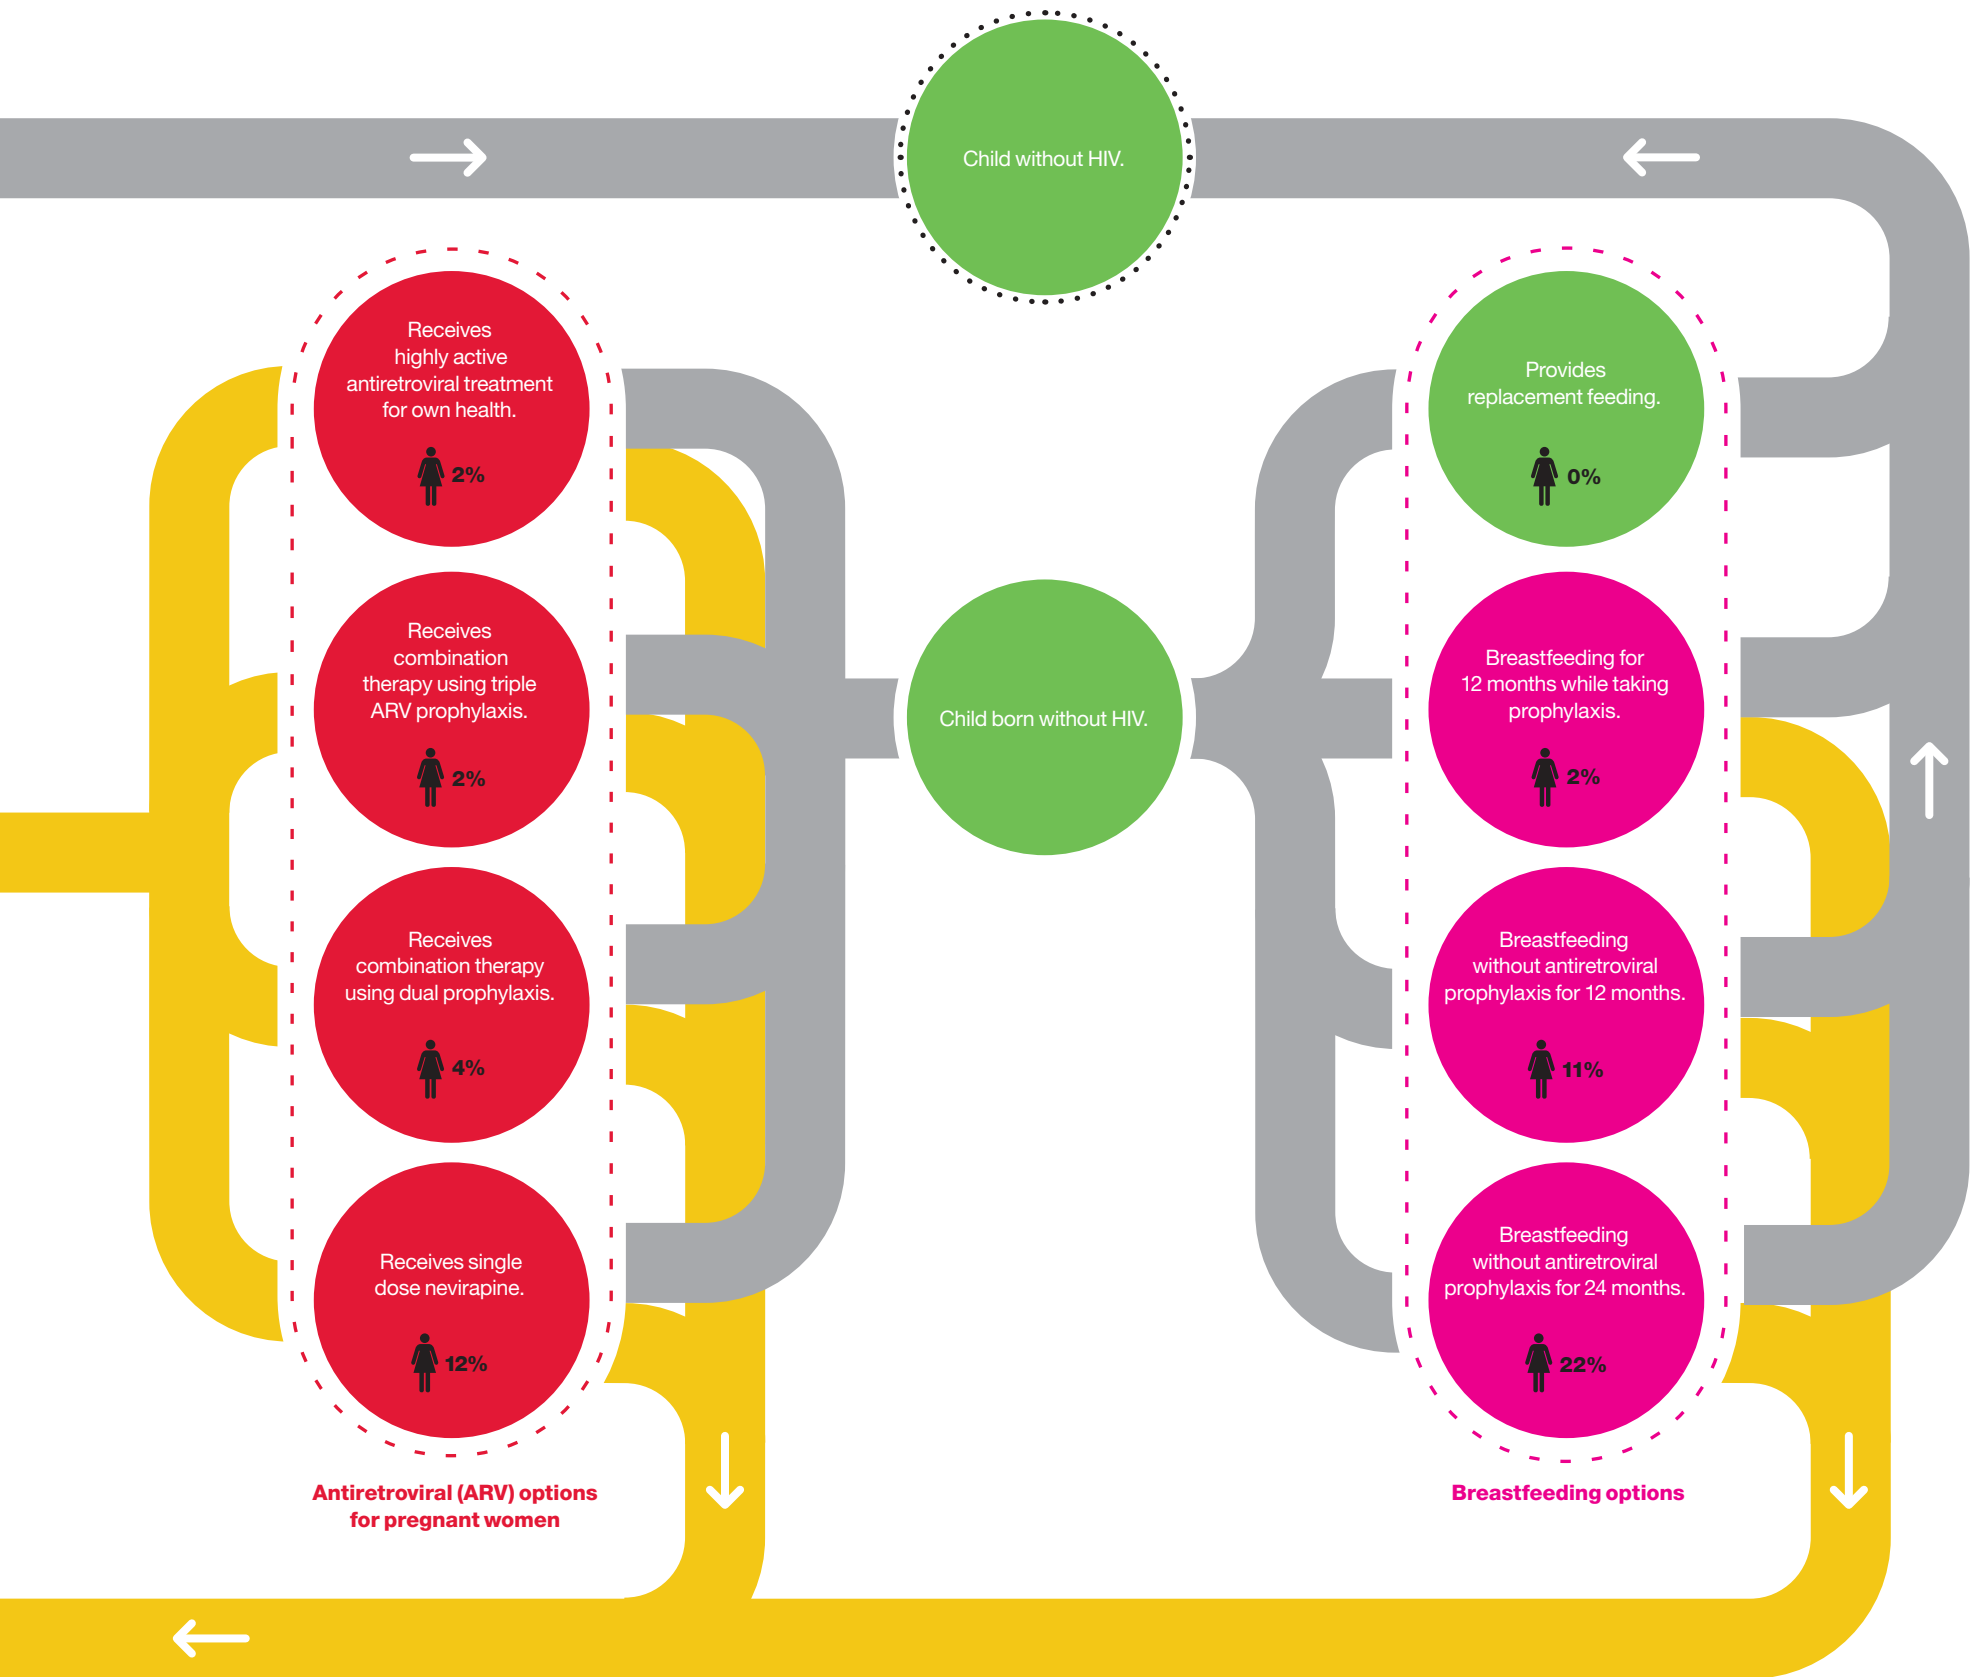 Child without HIV.
Receives
highly active
antiretroviral treatment
for own health.
2%
Receives
combination
therapy using triple
ARV prophylaxis.
2%
Receives
combination therapy
using dual prophylaxis.
4%
Receives single
dose nevirapine.
12%
Antiretroviral (ARV) options
for pregnant women
Child born without HIV.
Provides
replacement feeding.
0%
Breastfeeding for
12 months while taking
prophylaxis.
2%
Breastfeeding
without antiretroviral
prophylaxis for 12 months.
11%
Breastfeeding
without antiretroviral
prophylaxis for 24 months.
22%
Breastfeeding options